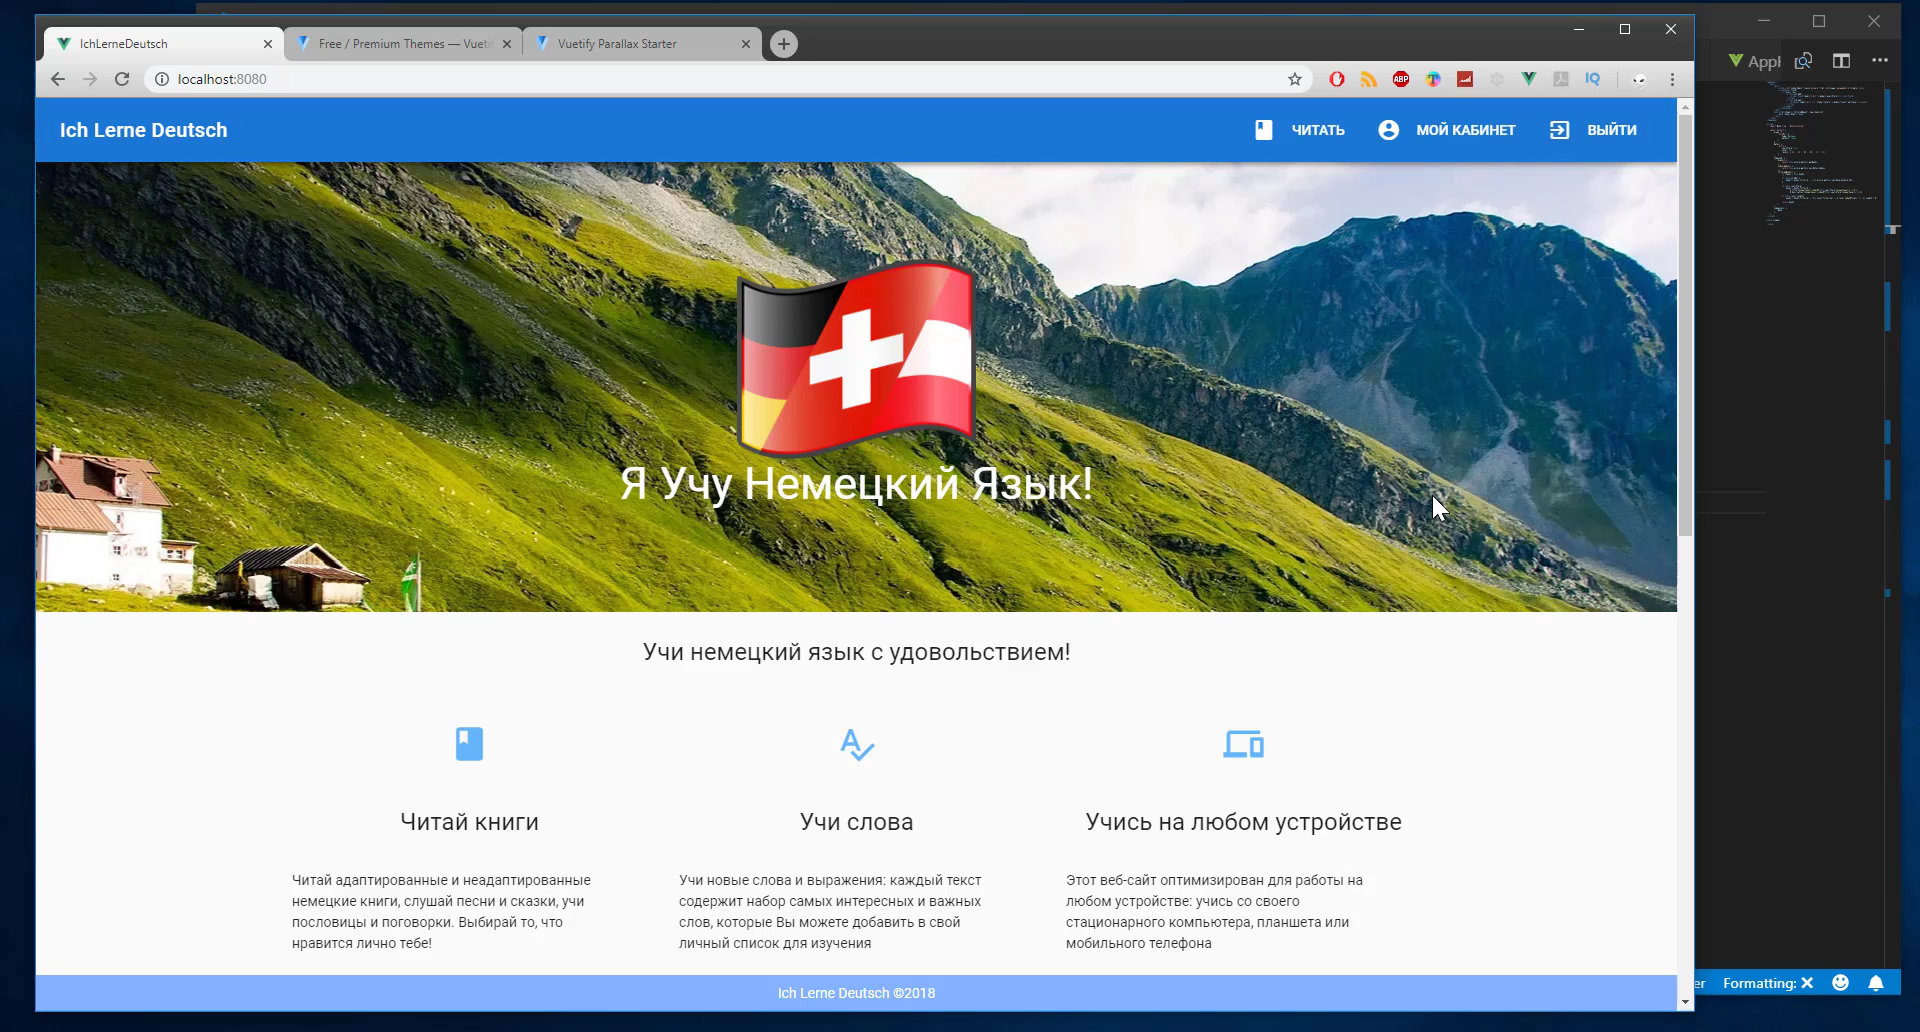 IchLerneDeutsch
Free / Premium Themes — Vueti
Vuetify Parallax Starter
localhost:8080
ABP
IQ
AppH
Ich Lerne Deutsch
ЧИТАТЬ
МОЙ КАБИНЕТ
ВЫЙТИ
Я Учу Немецкий Язык!
Учи немецкий язык с удовольствием!
Читай книги
Учи слова
Учись на любом устройстве
Читай адаптированные и неадаптированные
немецкие книги, слушай песни и сказки, учи
пословицы и поговорки. Выбирай то, что
нравится лично тебе!
Учи новые слова и выражения: каждый текст
содержит набор самых интересных и важных
слов, которые Вы можете добавить в свой
личный список для изучения
Этот веб-сайт оптимизирован для работы на
любом устройстве: учись со своего
стационарного компьютера, планшета или
мобильного телефона
Ich Lerne Deutsch ©2018
er
Formatting: